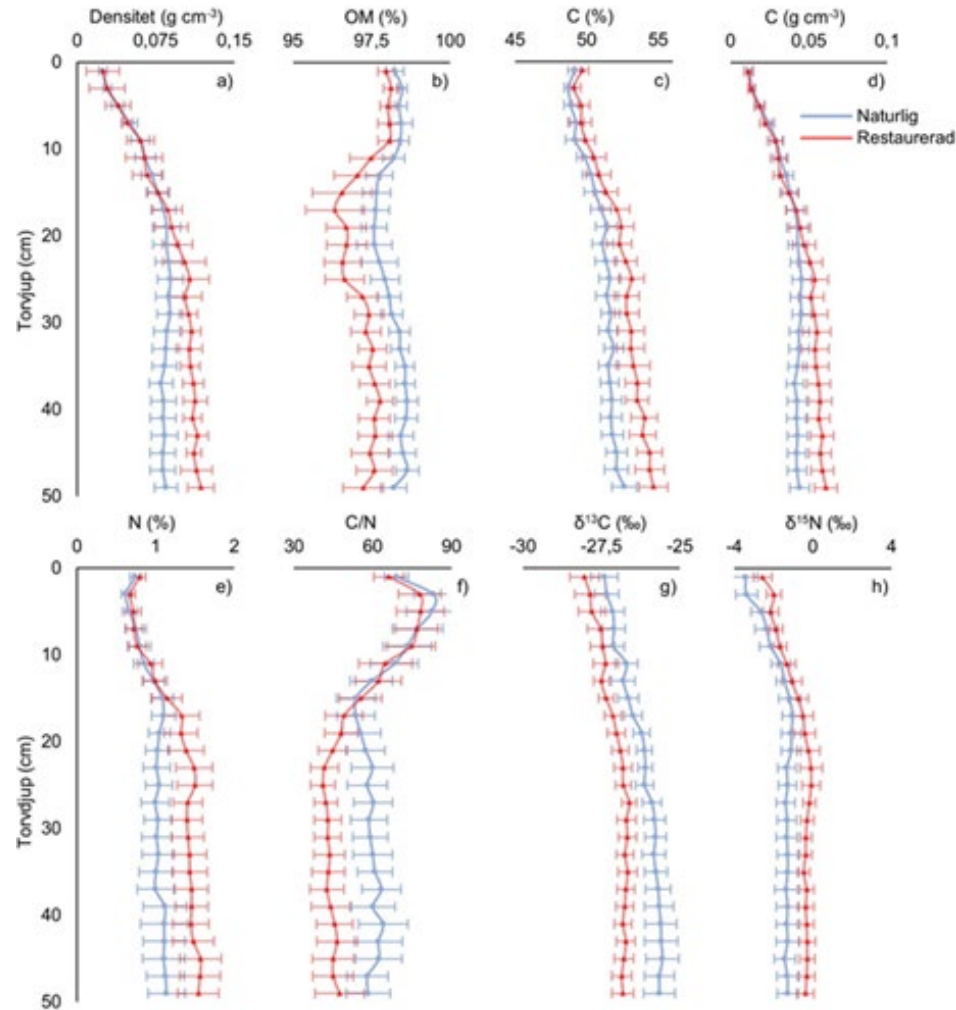 Densitet (g cm⁻³) OM (%) C (%) C (g cm⁻³)
0 0,075 0,15 95 97,5 100 45 50 55 0 0,05 0,1
0 a) b) c) d)
Naturlig
10 Restaurerad
20
Torvjup (cm)
30
40
50
N (%) C/N δ¹³C (‰) δ¹⁵N (‰)
0 1 2 30 60 90 -30 -27,5 -25 -4 0 4
0 e) f) g) h)
10
20
Torvdjup (cm)
30
40
50